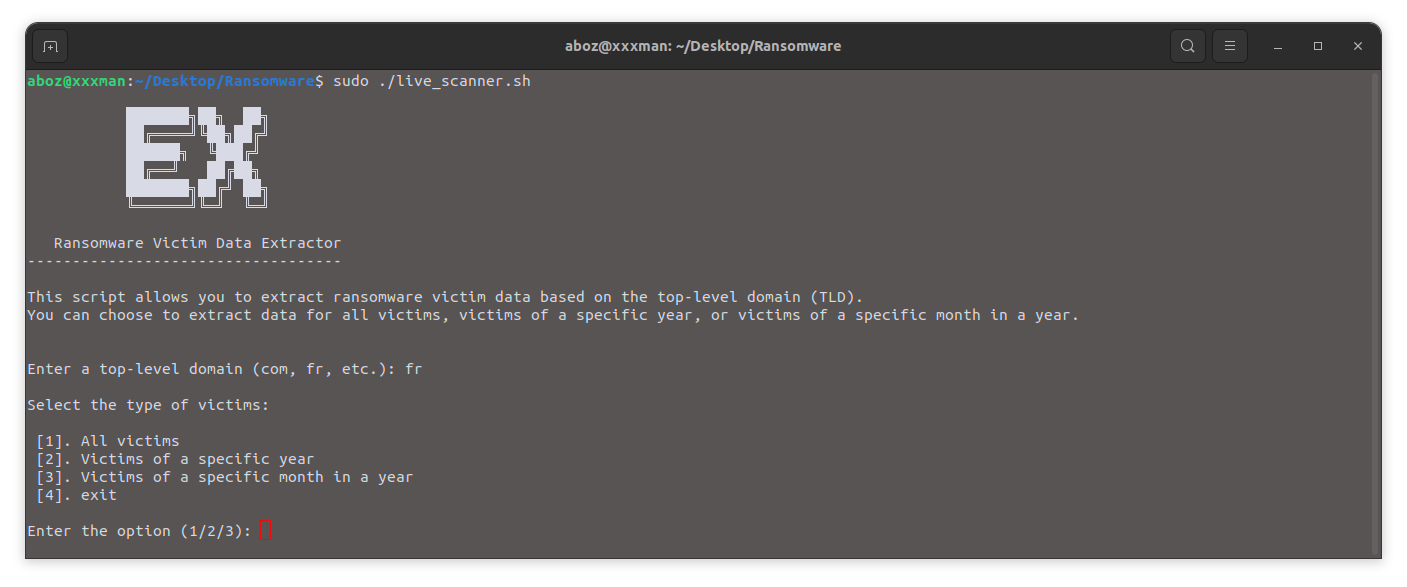 aboz@xxxman: ~/Desktop/Ransomware
aboz@xxxman:~/Desktop/Ransomware$ sudo ./live_scanner.sh
EX
Ransomware Victim Data Extractor
-----------------------------------
This script allows you to extract ransomware victim data based on the top-level domain (TLD).
You can choose to extract data for all victims, victims of a specific year, or victims of a specific month in a year.
Enter a top-level domain (com, fr, etc.): fr
Select the type of victims:
[1]. All victims
[2]. Victims of a specific year
[3]. Victims of a specific month in a year
[4]. exit
Enter the option (1/2/3):